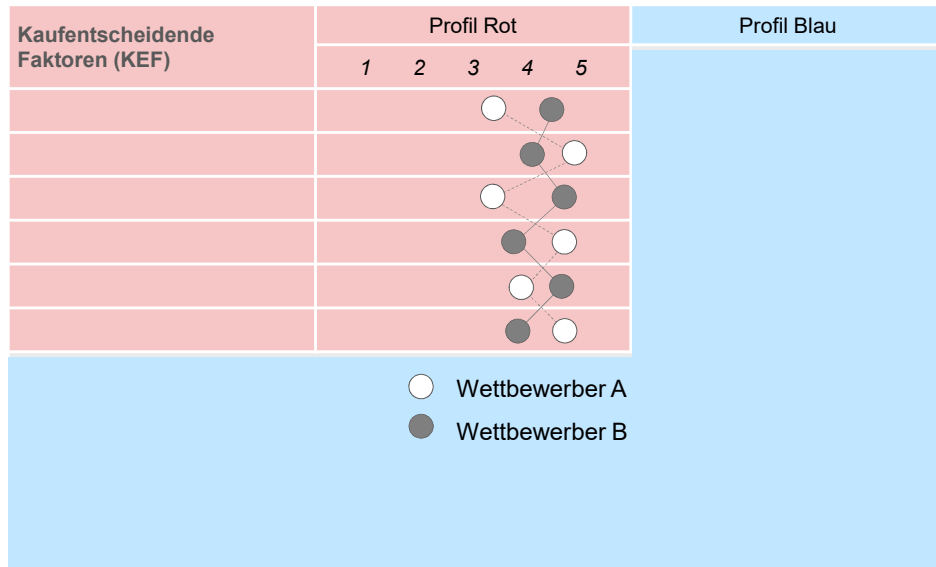 Kaufentscheidende
Faktoren (KEF)
Profil Rot
Profil Blau
1 2 3 4 5
Wettbewerber A
Wettbewerber B